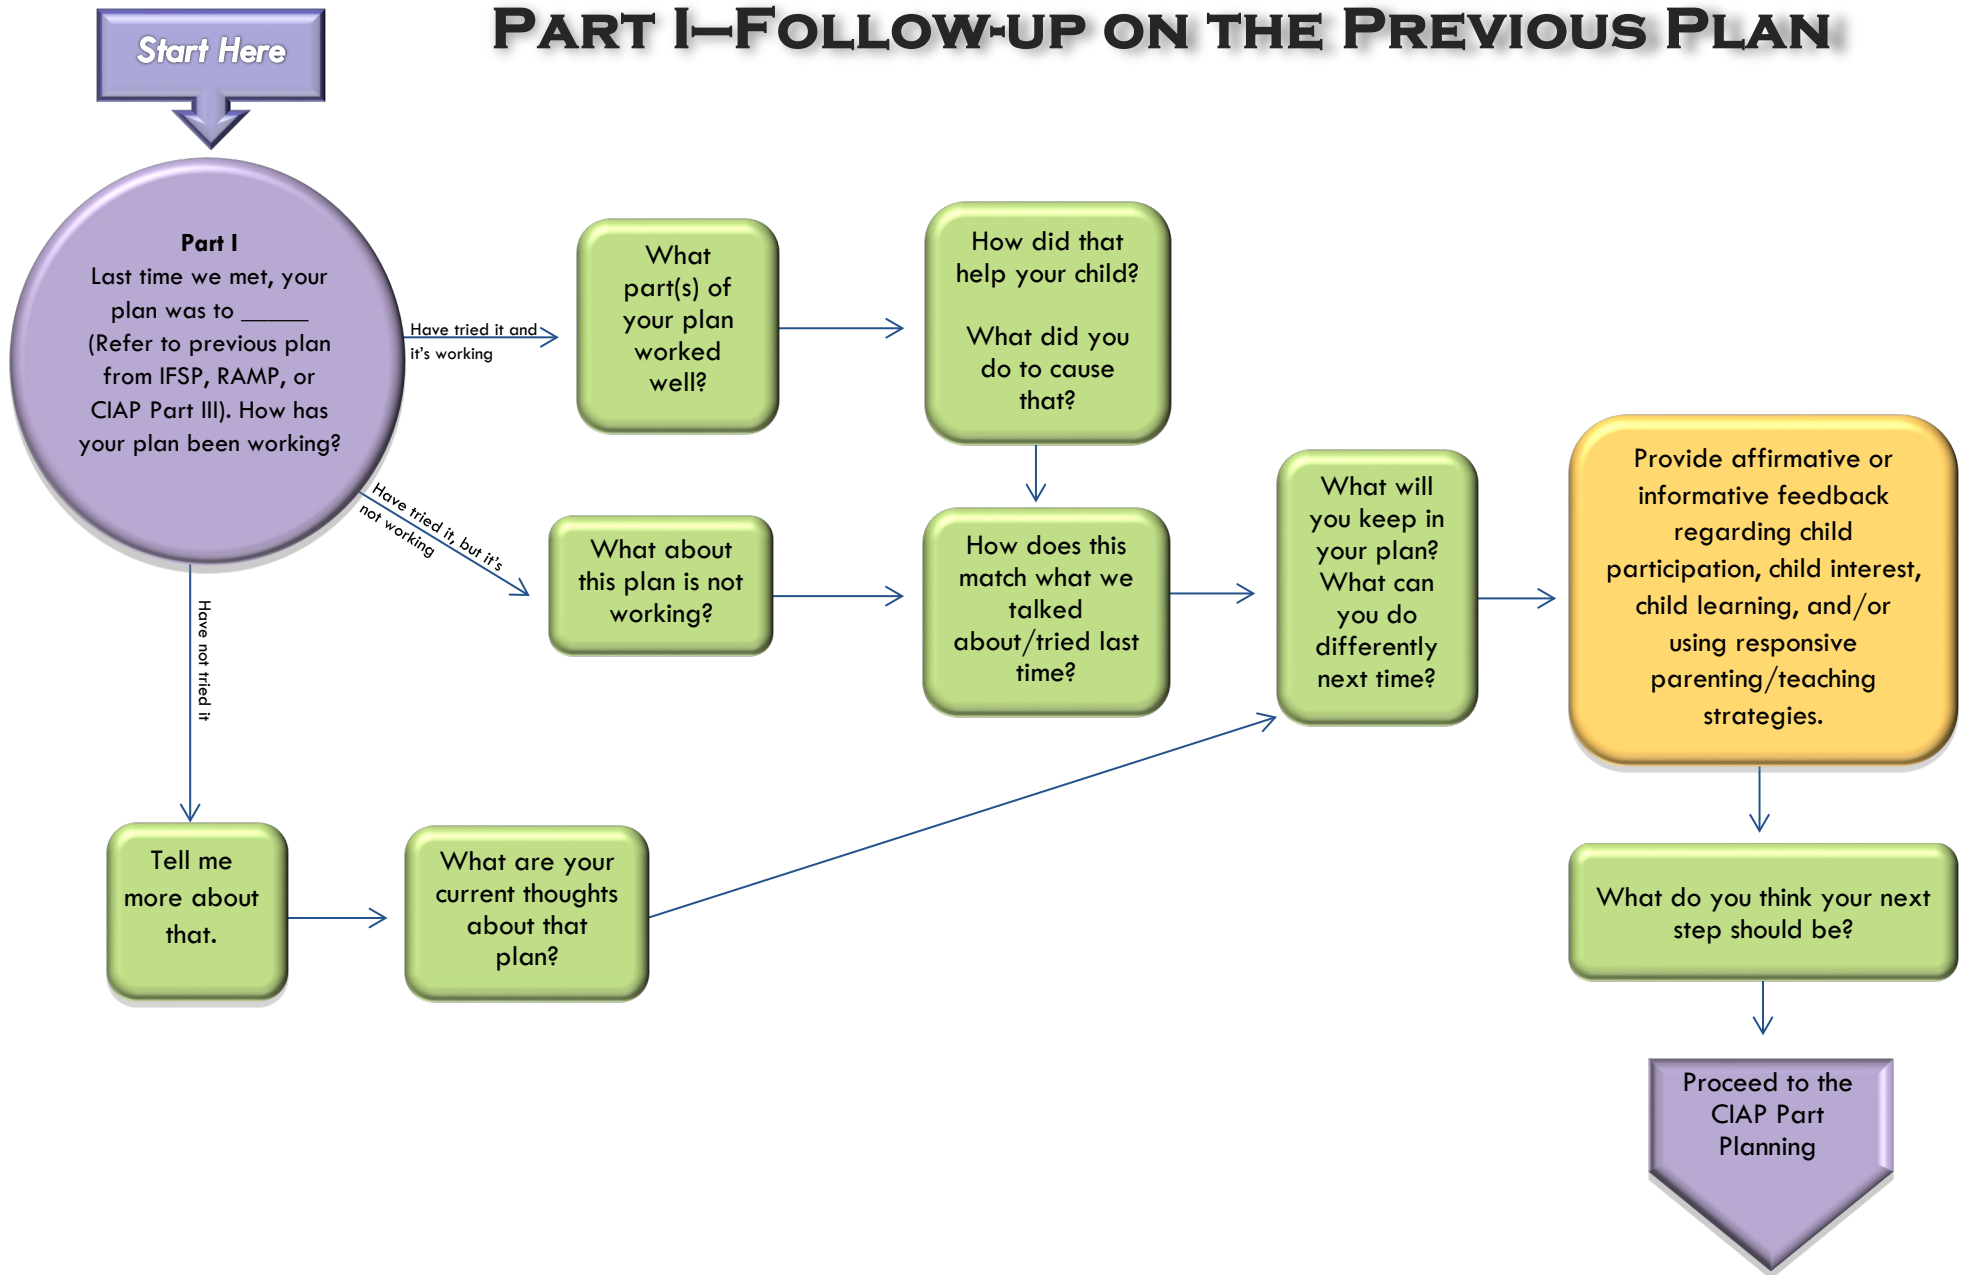 PART I—FOLLOW-UP ON THE PREVIOUS PLAN
Start Here
Part I
Last time we met, your
plan was to ______
(Refer to previous plan
from IFSP, RAMP, or
CIAP Part III). How has
your plan been working?
Have tried it and
it's working
What
part(s) of
your plan
worked
well?
How did that
help your child?
What did you
do to cause
that?
Have tried it, but it's
not working
What about
this plan is not
working?
How does this
match what we
talked
about/tried last
time?
What will
you keep in
your plan?
What can
you do
differently
next time?
Provide affirmative or
informative feedback
regarding child
participation, child interest,
child learning, and/or
using responsive
parenting/teaching
strategies.
Have not tried it
Tell me
more about
that.
What are your
current thoughts
about that
plan?
What do you think your next
step should be?
Proceed to the
CIAP Part
Planning